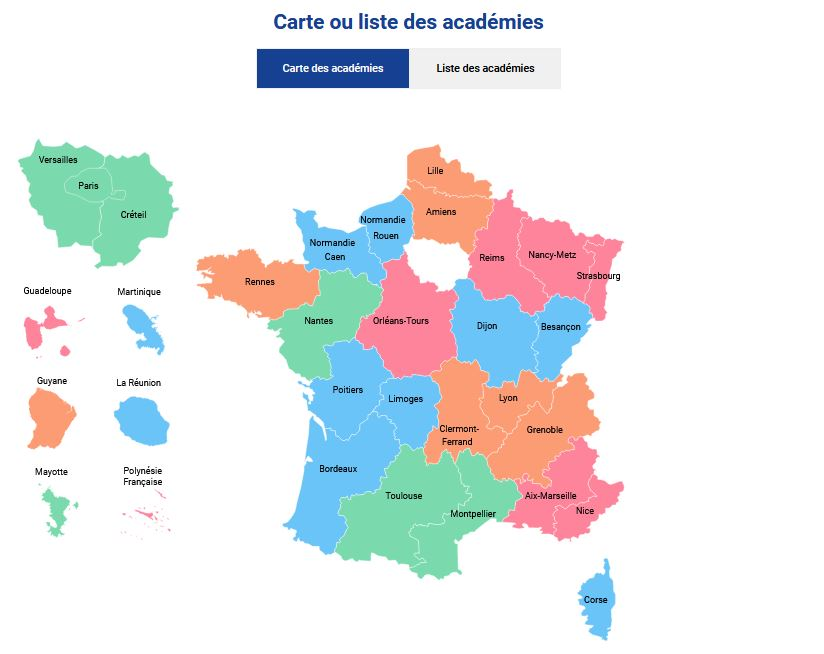 Carte ou liste des académies
Carte des académies
Liste des académies
Versailles
Paris
Créteil
Guadeloupe
Martinique
Guyane
La Réunion
Mayotte
Polynésie
Française
Lille
Amiens
Normandie
Rouen
Normandie
Caen
Reims
Nancy-Metz
Strasbourg
Rennes
Nantes
Orléans-Tours
Dijon
Besançon
Poitiers
Limoges
Lyon
Clermont-
Ferrand
Grenoble
Bordeaux
Toulouse
Aix-Marseille
Montpellier
Nice
Corse